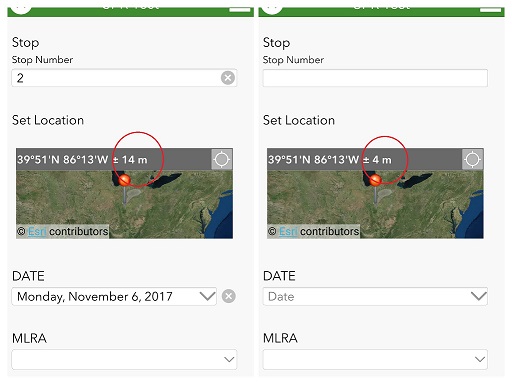 Stop
Stop Number
2
Set Location
39°51'N 86°13'W ± 14 m
© Esri contributors
DATE
Monday, November 6, 2017
MLRA
Stop
Stop Number
Set Location
39°51'N 86°13'W ± 4 m
© Esri contributors
DATE
Date
MLRA